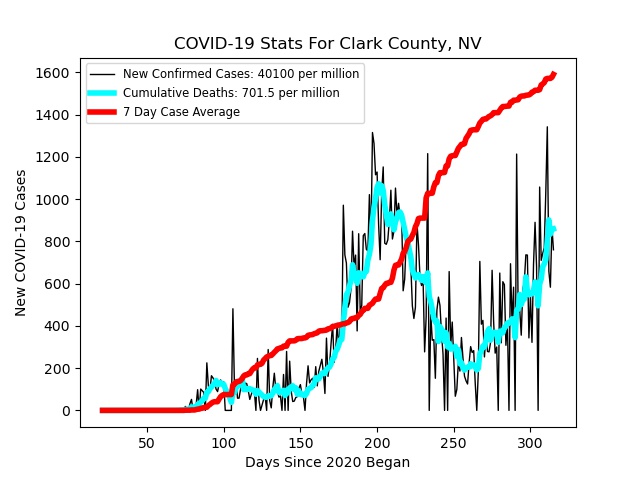 COVID-19 Stats For Clark County, NV
New Confirmed Cases: 40100 per million
Cumulative Deaths: 701.5 per million
7 Day Case Average
New COVID-19 Cases
1600
1400
1200
1000
800
600
400
200
0
50 100 150 200 250 300
Days Since 2020 Began